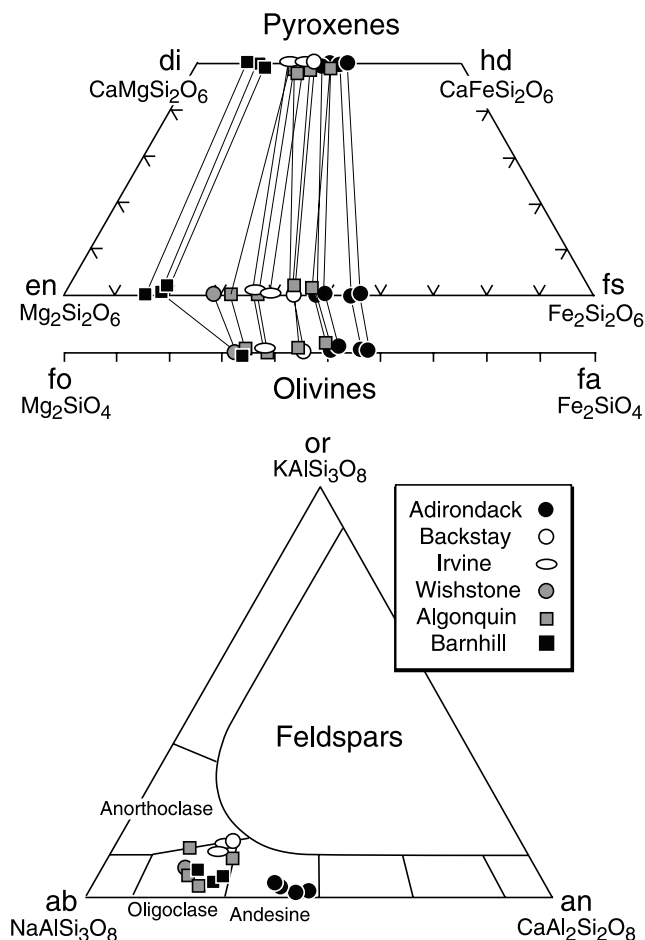 Pyroxenes
di hd
CaMgSi₂O₆ CaFeSi₂O₆
en fs
Mg₂Si₂O₆ Fe₂Si₂O₆
fo Olivines fa
Mg₂SiO₄ Fe₂SiO₄
or
KAlSi₃O₈
Adirondack
Backstay
Irvine
Wishstone
Algonquin
Barnhill
Feldspars
Anorthoclase
ab an
Oligoclase Andesine
NaAlSi₃O₈ CaAl₂Si₂O₈